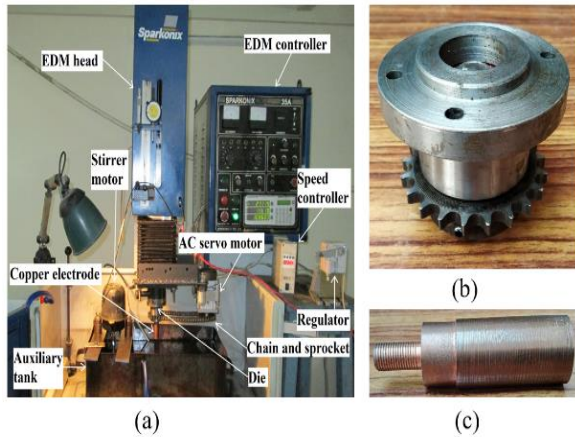 Sparkonix
EDM head
EDM controller
SPARKONIX 35A
Stirrer
motor
Speed
controller
AC servo motor
Copper electrode
Regulator
Chain and sprocket
Auxiliary
tank
Die
(a)
(b)
(c)